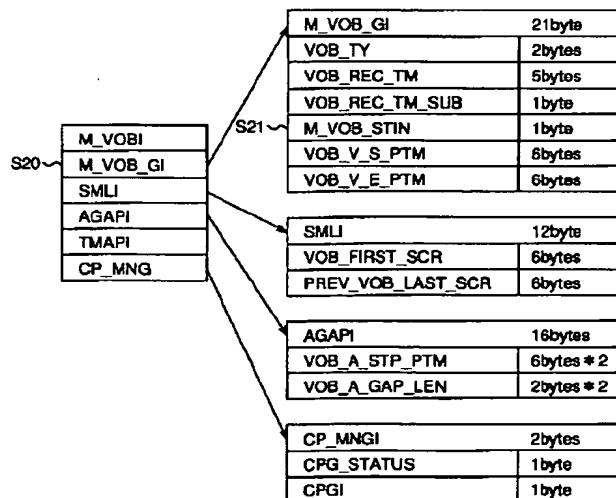 M_VOBI
S20
M_VOB_GI
SMLI
AGAPI
TMAPI
CP_MNG
M_VOB_GI 21byte
VOB_TY 2bytes
VOB_REC_TM 5bytes
VOB_REC_TM_SUB 1byte
S21
M_VOB_STIN 1byte
VOB_V_S_PTM 6bytes
VOB_V_E_PTM 6bytes
SMLI 12byte
VOB_FIRST_SCR 6bytes
PREV_VOB_LAST_SCR 6bytes
AGAPI 16bytes
VOB_A_STP_PTM 6bytes*2
VOB_A_GAP_LEN 2bytes*2
CP_MNGI 2bytes
CPG_STATUS 1byte
CPGI 1byte